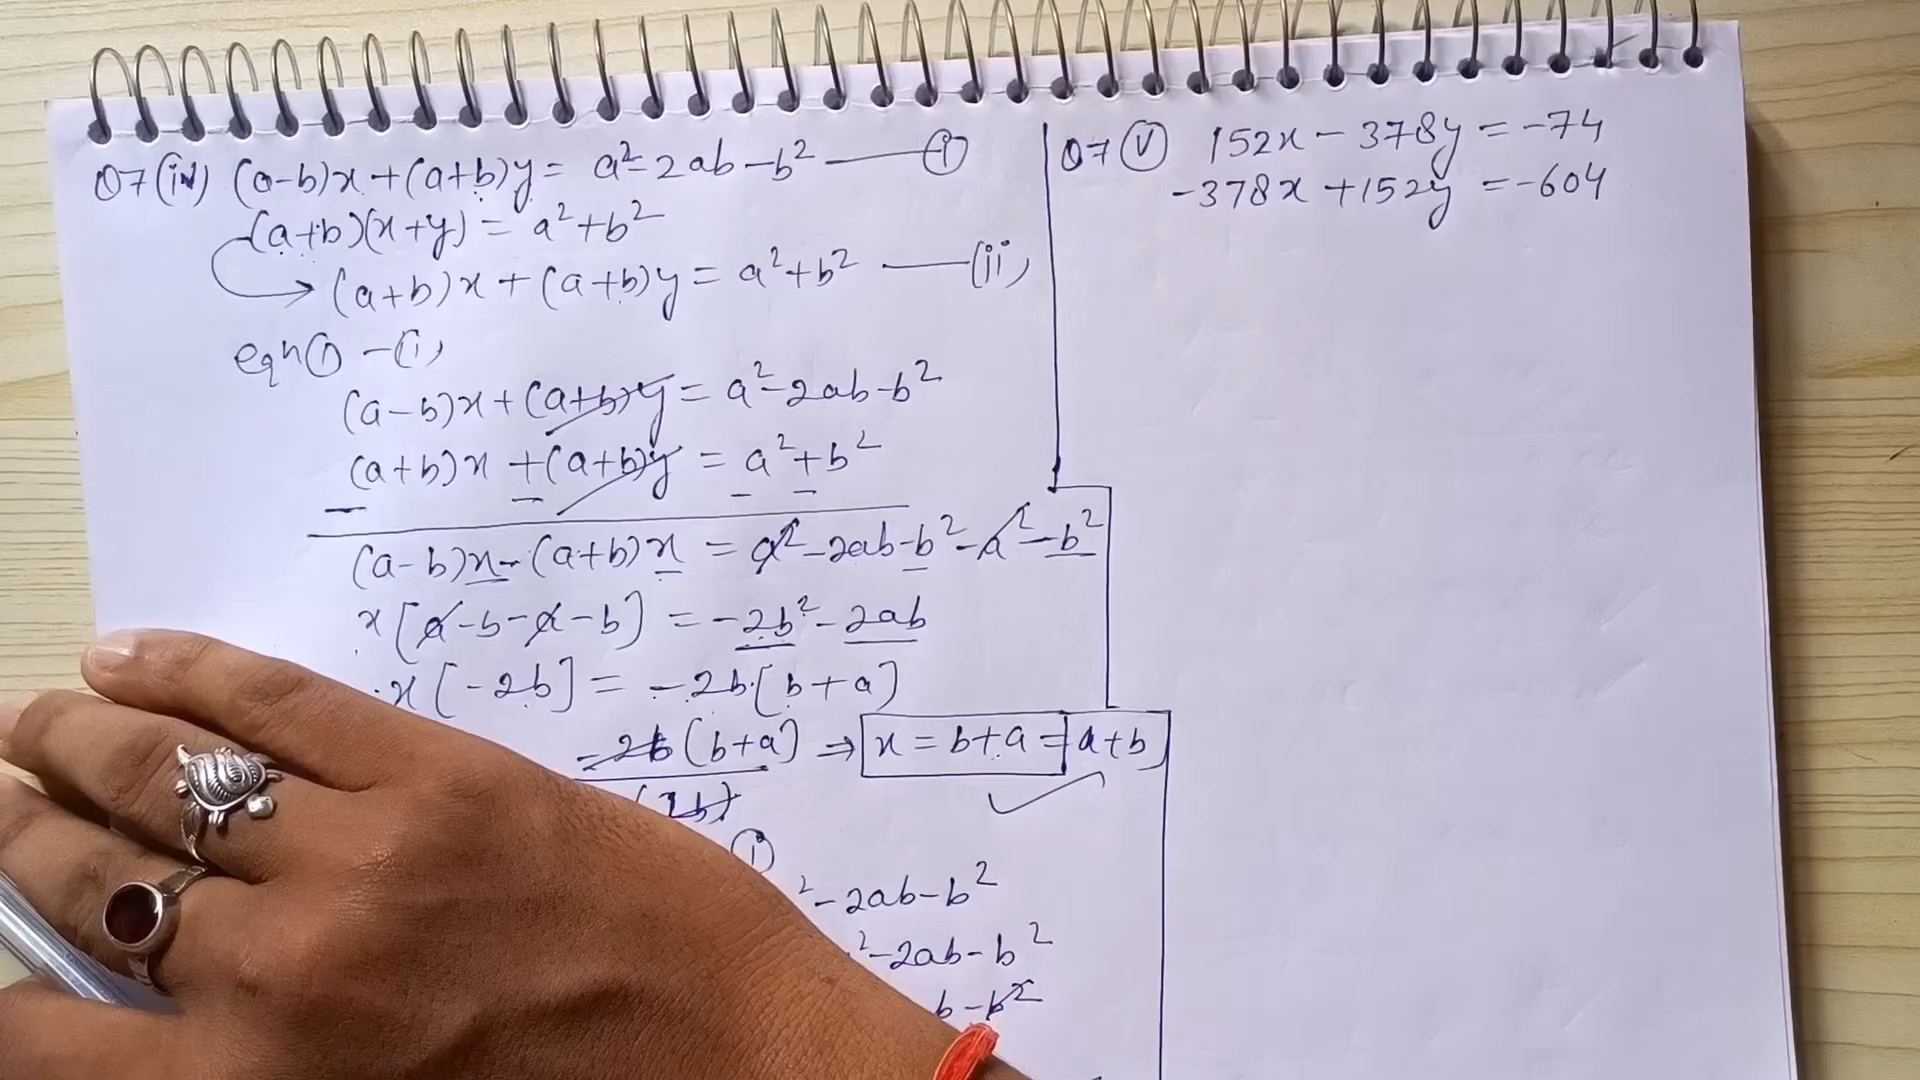 Q7(iv) (a-b)x+(a+b)y= a²-2ab-b² —— (i)
(a+b)(x+y) = a²+b²
(a+b)x + (a+b)y = a²+b² —— (ii)
eqn(i) - (i)
(a-b)x+(a+b)y = a²-2ab-b²
(a+b)x +(a+b)y = a²+b²
(a-b)x-(a+b)x = a²-2ab-b²-a²-b²
x[a-b-a-b] = -2b²-2ab
x[-2b] = -2b[b+a]
-2b(b+a) ⇒ x = b+a = a+b
(2b)
(i)
²-2ab-b²
²-2ab-b²
b-b²
Q7 (V) 152x - 378y = -74
-378x +152y = -604